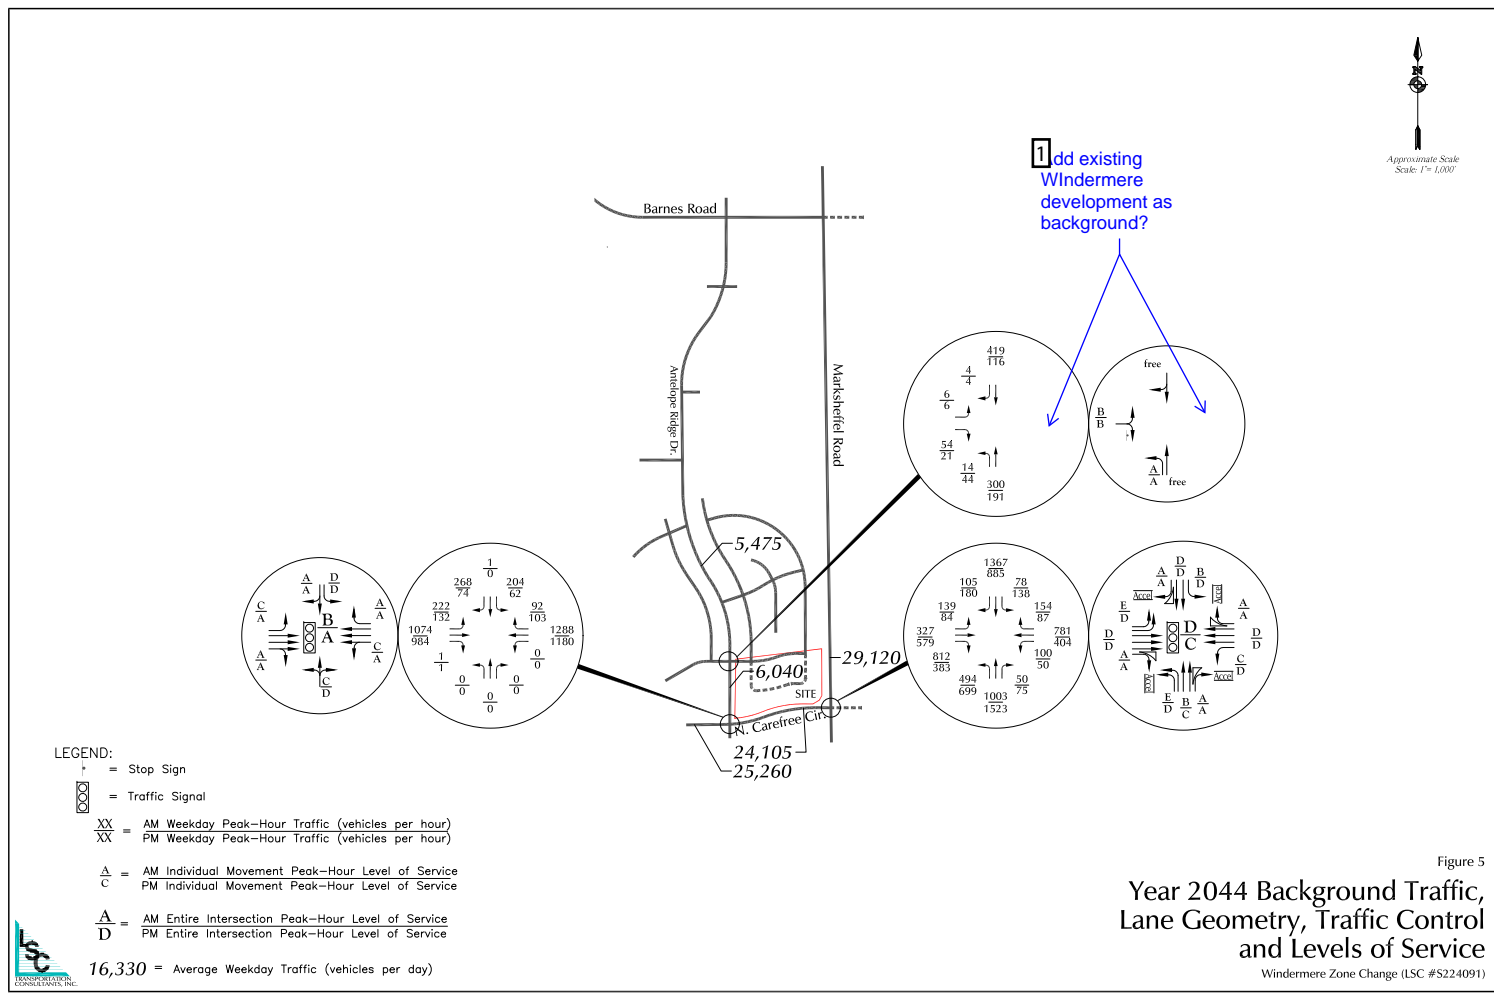 N
Approximate Scale
Scale: 1"= 1,000'
1
Add existing
WIndermere
development as
background?
Barnes Road
Antelope Ridge Dr.
Marksheffel Road
419
116
4
4
6
6
54
21
14
44
300
191
free
B
B
A
A
free
5,475
6,040
29,120
SITE
N. Carefree Cir.
24,105
25,260
A
A
D
D
C
A
A
A
B
A
A
A
C
A
C
D
1
0
268
74
204
62
222
132
92
103
1074
984
1288
1180
1
1
0
0
0
0
0
0
0
0
1367
885
105
180
78
138
139
84
154
87
327
579
781
404
812
383
100
50
494
699
50
75
1003
1523
D
D
A
A
B
D
Accel
Accel
E
D
A
A
D
D
D
C
D
D
A
A
C
D
Accel
Accel
E
D
B
C
A
A
LEGEND:
= Stop Sign
= Traffic Signal
XX
XX
= AM Weekday Peak-Hour Traffic (vehicles per hour)
PM Weekday Peak-Hour Traffic (vehicles per hour)
A
C
= AM Individual Movement Peak-Hour Level of Service
PM Individual Movement Peak-Hour Level of Service
A
D
= AM Entire Intersection Peak-Hour Level of Service
PM Entire Intersection Peak-Hour Level of Service
16,330 = Average Weekday Traffic (vehicles per day)
LSC
TRANSPORTATION
CONSULTANTS, INC.
Figure 5
Year 2044 Background Traffic,
Lane Geometry, Traffic Control
and Levels of Service
Windermere Zone Change (LSC #S224091)